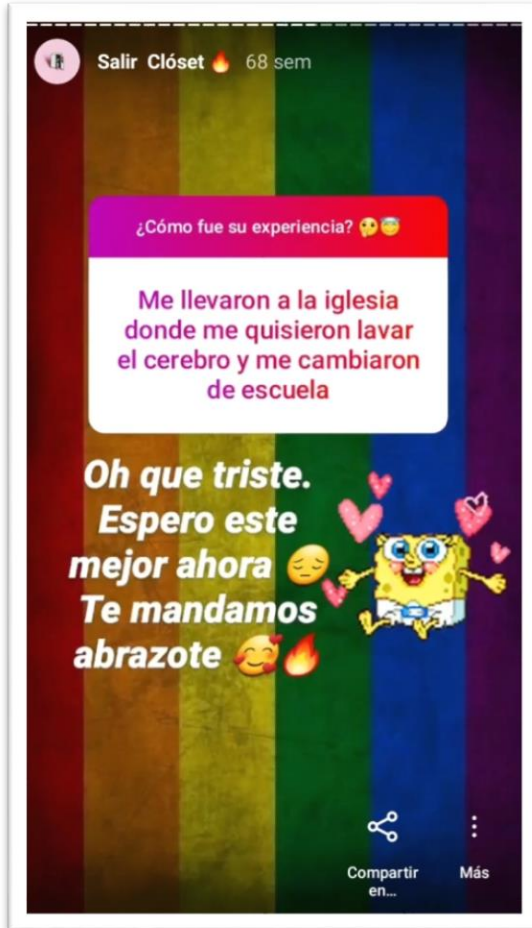 Salir Clóset 🔥 68 sem
¿Cómo fue su experiencia? 🤔😇
Me llevaron a la iglesia
donde me quisieron lavar
el cerebro y me cambiaron
de escuela
Oh que triste.
Espero este
mejor ahora 😔
Te mandamos
abrazote 🥰🔥
Compartir
en...
Más